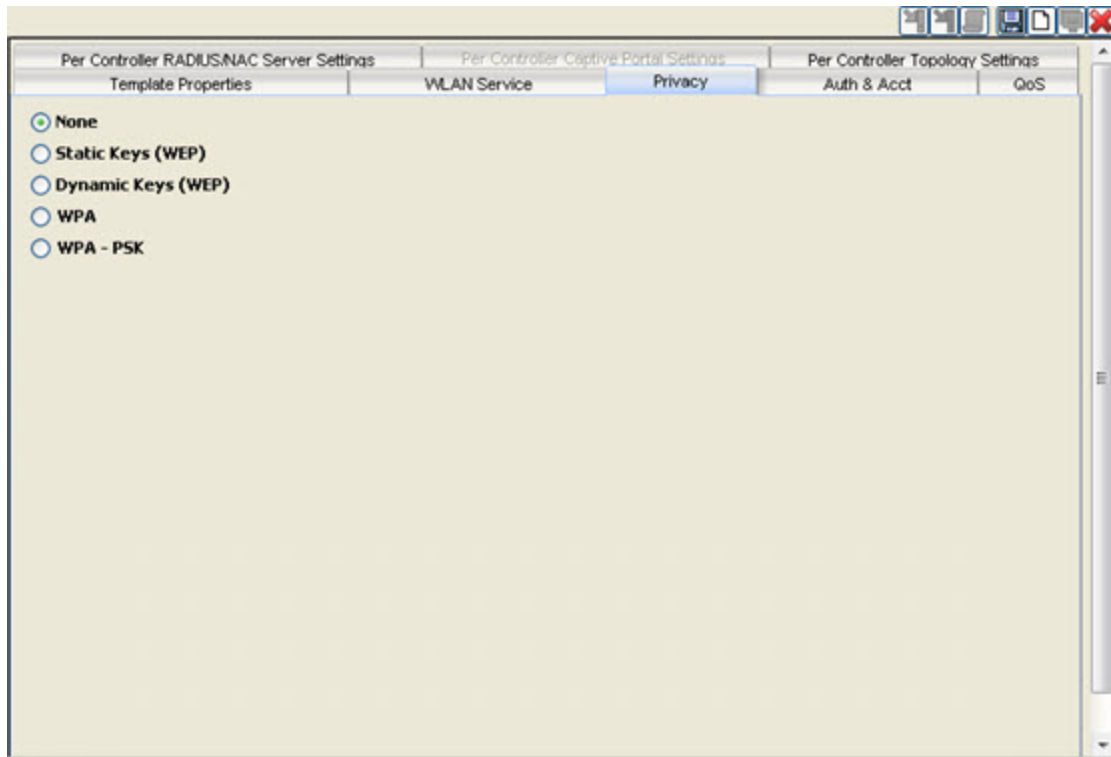 Per Controller RADIUS/NAC Server Settings
Per Controller Captive Portal Settings
Per Controller Topology Settings
Template Properties
WLAN Service
Privacy
Auth & Acct
QoS
None
Static Keys (WEP)
Dynamic Keys (WEP)
WPA
WPA - PSK